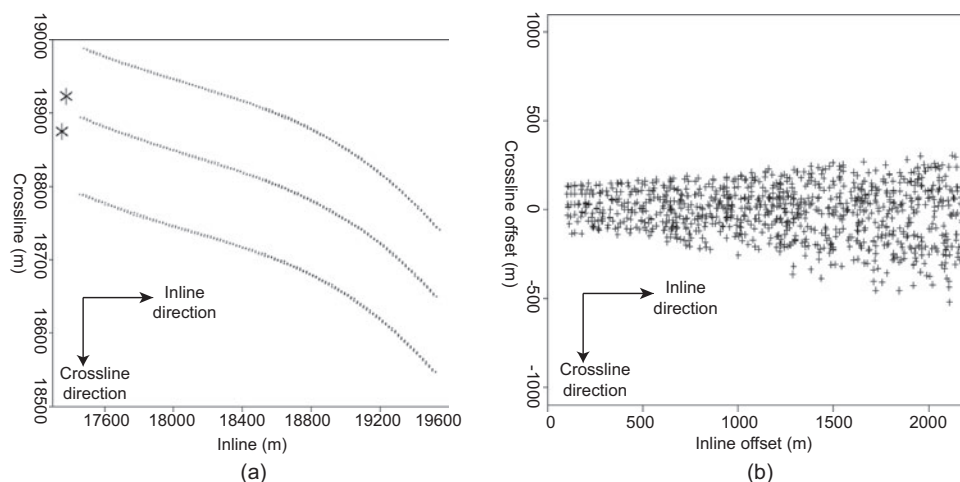 19000
18900
18800
18700
18600
18500
Crossline (m)
Inline
direction
Crossline
direction
17600
18000
18400
18800
19200
19600
Inline (m)
(a)
1000
500
0
-500
-1000
Crossline offset
(m)
Inline
direction
Crossline
direction
0
500
1000
1500
2000
Inline offset (m)
(b)